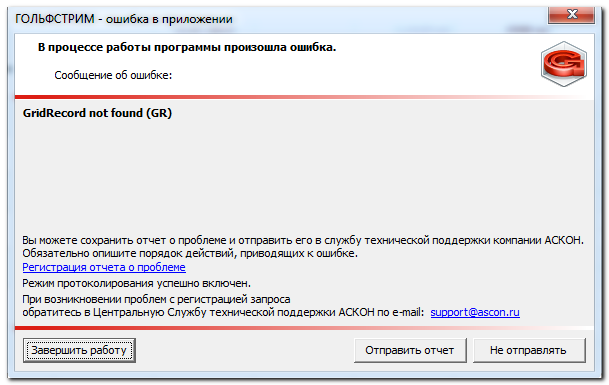 ГОЛЬФСТРИМ - ошибка в приложении
В процессе работы программы произошла ошибка.
Сообщение об ошибке:
GridRecord not found (GR)
Вы можете сохранить отчет о проблеме и отправить его в службу технической поддержки компании АСКОН.
Обязательно опишите порядок действий, приводящих к ошибке.
Регистрация отчета о проблеме
Режим протоколирования успешно включен.
При возникновении проблем с регистрацией запроса
обратитесь в Центральную Службу технической поддержки АСКОН по e-mail: support@ascon.ru
Завершить работу
Отправить отчет
Не отправлять